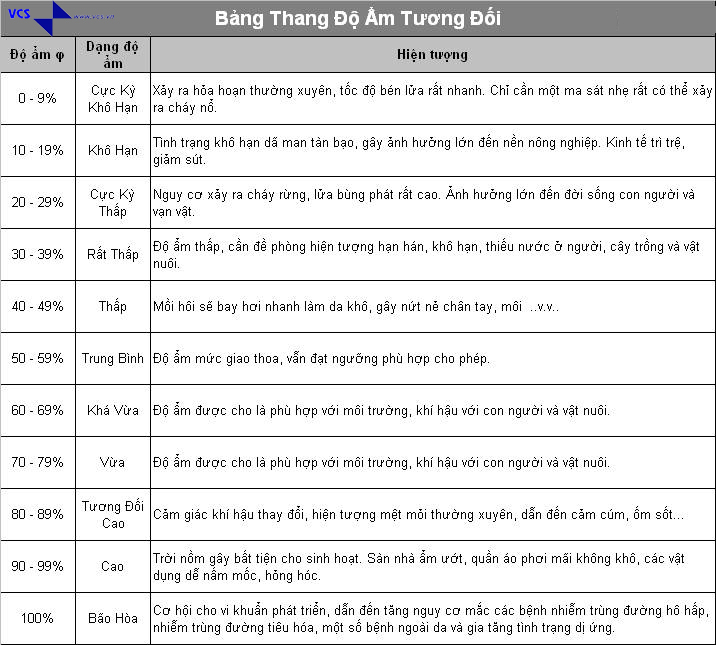 VCS
Bảng Thang Độ Ẩm Tương Đối
Độ ẩm φ
Dạng độ
ẩm
Hiện tượng
0 - 9%
Cực Kỳ
Khô Hạn
Xảy ra hỏa hoạn thường xuyên, tốc độ bén lửa rất nhanh. Chỉ cần một ma sát nhẹ rất có thể xảy
ra cháy nổ.
10 - 19%
Khô Hạn
Tình trạng khô hạn dã man tàn bạo, gây ảnh hưởng lớn đến nền nông nghiệp. Kinh tế trì trệ,
giảm sút.
20 - 29%
Cực Kỳ
Thấp
Nguy cơ xảy ra cháy rừng, lửa bùng phát rất cao. Ảnh hưởng lớn đến đời sống con người và
vạn vật.
30 - 39%
Rất Thấp
Độ ẩm thấp, cần đề phòng hiện tượng hạn hán, khô hạn, thiếu nước ở người, cây trồng và vật
nuôi.
40 - 49%
Thấp
Mồi hôi sẽ bay hơi nhanh làm da khô, gây nứt nẻ chân tay, môi ..v.v..
50 - 59%
Trung Bình
Độ ẩm mức giao thoa, vẫn đạt ngưỡng phù hợp cho phép.
60 - 69%
Khá Vừa
Độ ẩm được cho là phù hợp với môi trường, khí hậu với con người và vật nuôi.
70 - 79%
Vừa
Độ ẩm được cho là phù hợp với môi trường, khí hậu với con người và vật nuôi.
80 - 89%
Tương Đối
Cao
Cảm giác khí hậu thay đổi, hiện tượng mệt mỏi thường xuyên, dẫn đến cảm cúm, ốm sốt...
90 - 99%
Cao
Trời nồm gây bất tiện cho sinh hoạt. Sàn nhà ẩm ướt, quần áo phơi mãi không khô, các vật
dụng dễ nấm mốc, hỏng hóc.
100%
Bão Hòa
Cơ hội cho vi khuẩn phát triển, dẫn đến tăng nguy cơ mắc các bệnh nhiễm trùng đường hô hấp,
nhiễm trùng đường tiêu hóa, một số bệnh ngoài da và gia tăng tình trạng dị ứng.